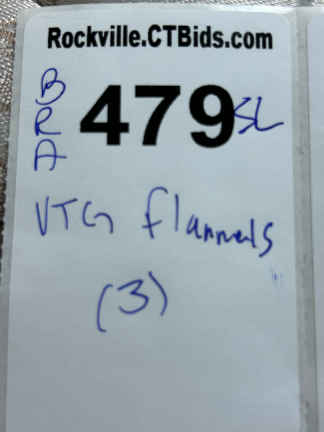 Rockville.CTBids.com
B
R
A
479 SL
VTG flannels
(3)